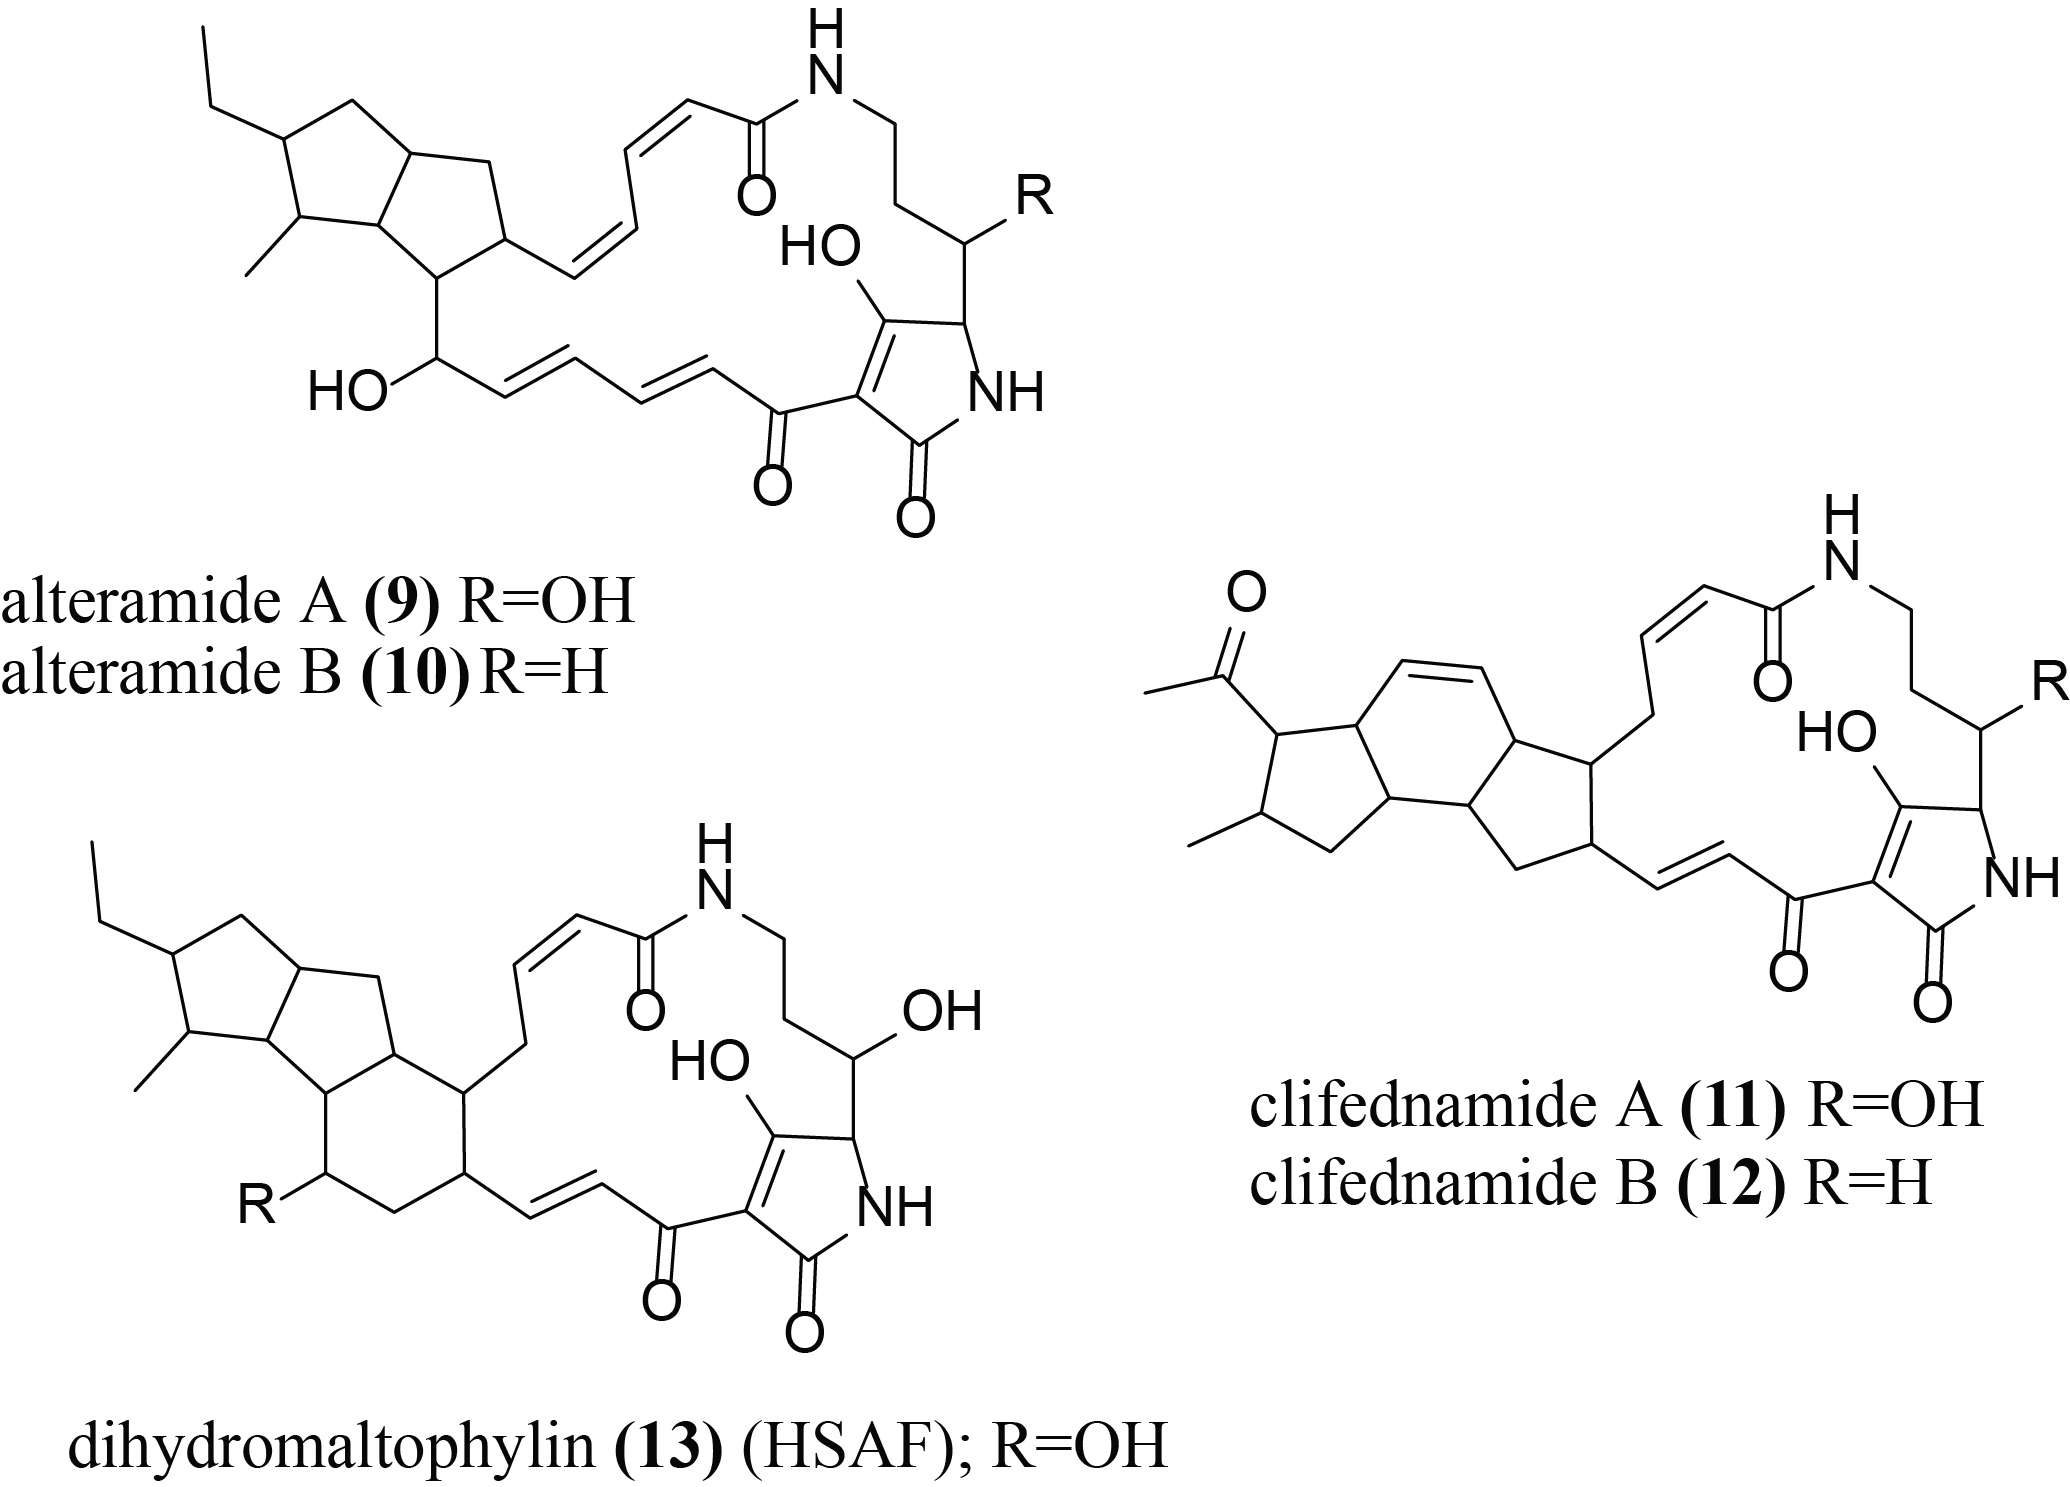 H
N
O
R
HO
HO
NH
O
O
alteramide A (9) R=OH
alteramide B (10) R=H
H
N
O
O
R
HO
NH
O
O
clifednamide A (11) R=OH
clifednamide B (12) R=H
H
N
O
OH
HO
R
NH
O
O
dihydromaltophylin (13) (HSAF); R=OH